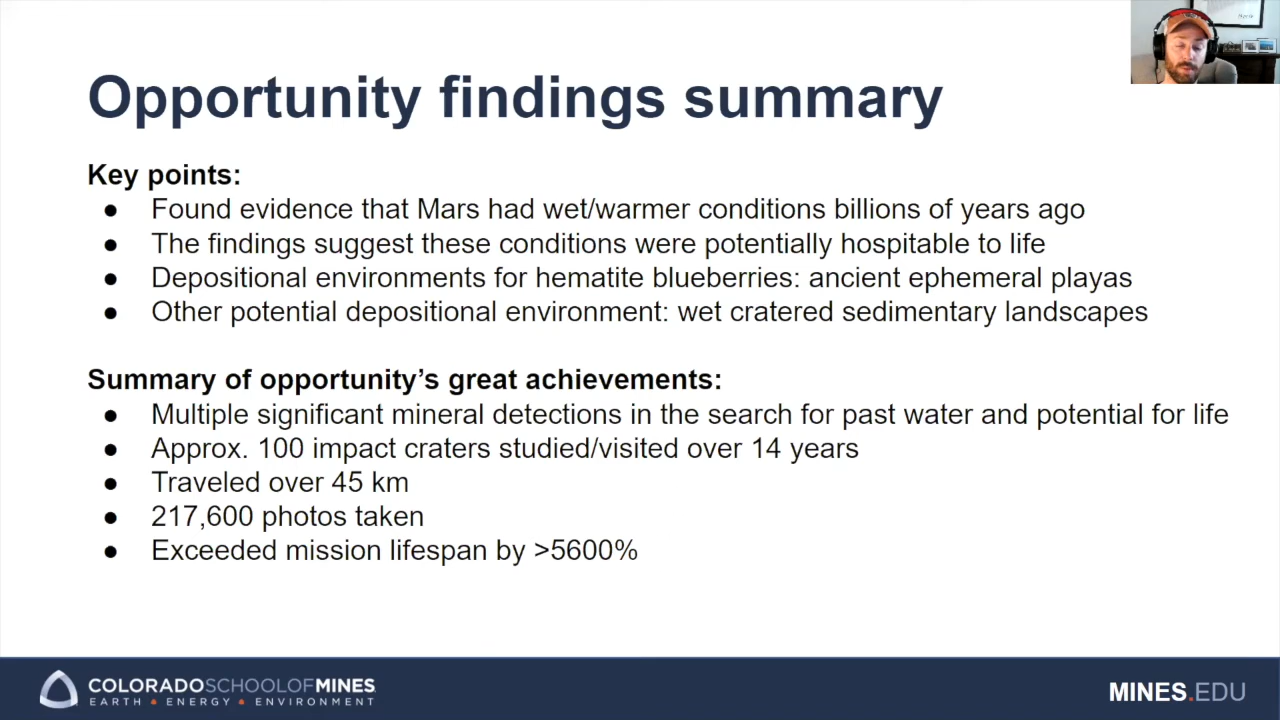 Opportunity findings summary
Key points:
● Found evidence that Mars had wet/warmer conditions billions of years ago
● The findings suggest these conditions were potentially hospitable to life
● Depositional environments for hematite blueberries: ancient ephemeral playas
● Other potential depositional environment: wet cratered sedimentary landscapes
Summary of opportunity’s great achievements:
● Multiple significant mineral detections in the search for past water and potential for life
● Approx. 100 impact craters studied/visited over 14 years
● Traveled over 45 km
● 217,600 photos taken
● Exceeded mission lifespan by >5600%
COLORADOSCHOOLOFMINES
EARTH • ENERGY • ENVIRONMENT
MINES.EDU